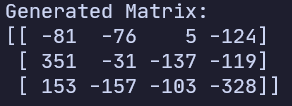 Generated Matrix:
[[ -81  -76    5 -124]
 [ 351  -31 -137 -119]
 [ 153 -157 -103 -328]]